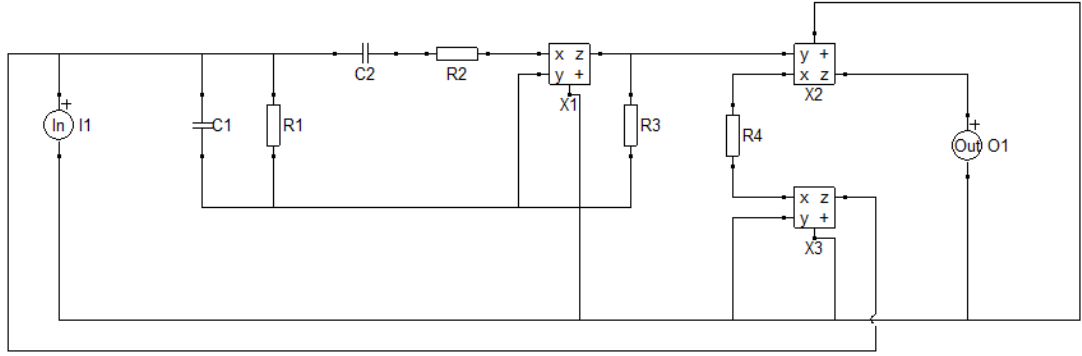 y +
x z
X2
x z
y +
X1
C2
R2
In
+
I1
C1
R1
R3
R4
+
Out
O1
x z
y +
X3